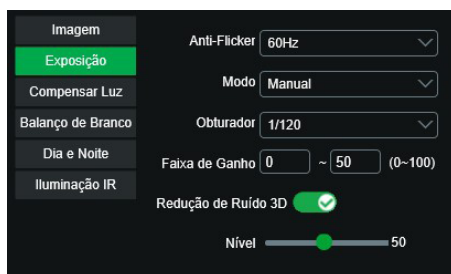 Imagem
Exposição
Compensar Luz
Balanço de Branco
Dia e Noite
Iluminação IR
Anti-Flicker 60Hz
Modo Manual
Obturador 1/120
Faixa de Ganho 0 ~ 50 (0~100)
Redução de Ruído 3D
Nível 50